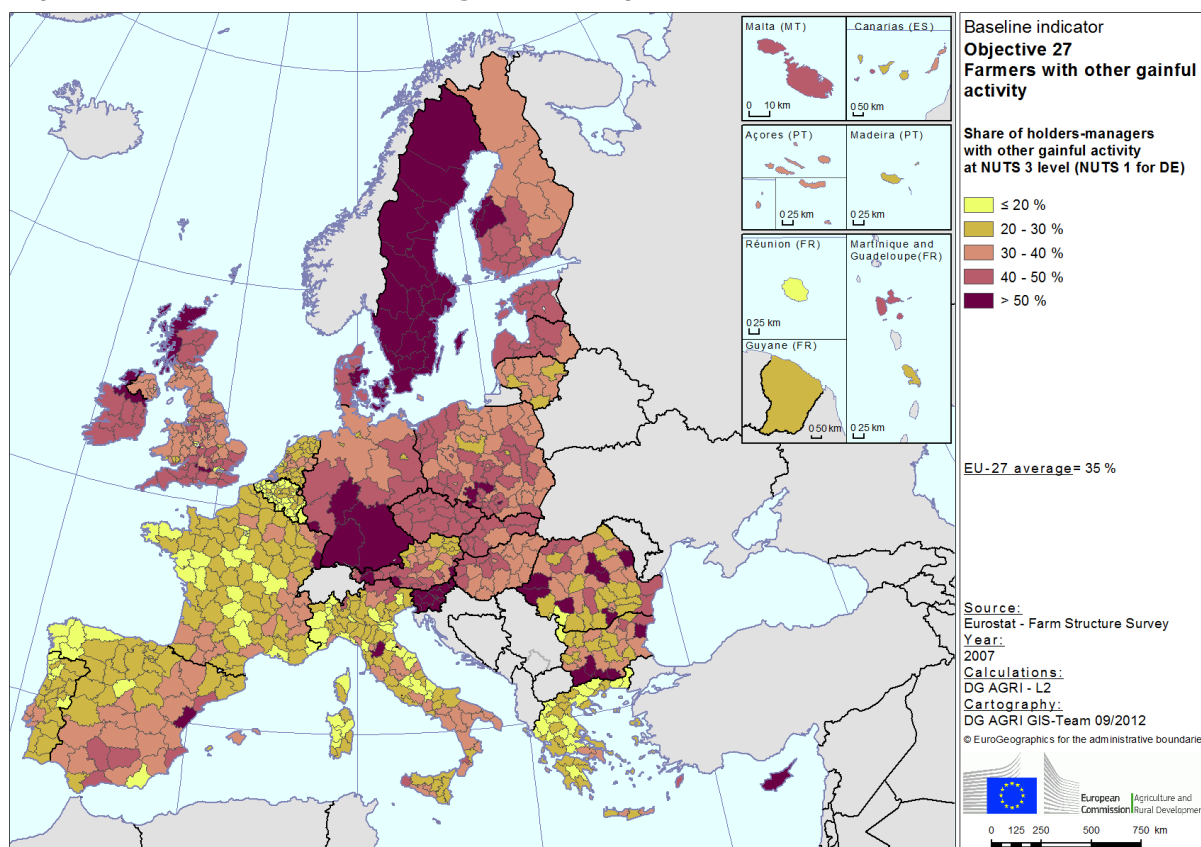 Malta (MT)
0 10 km
Canarias (ES)
0 50 km
Açores (PT)
0 25 km
Madeira (PT)
0 25 km
Réunion (FR)
0 25 km
Martinique and
Guadeloupe(FR)
0 25 km
Guyane (FR)
0 50 km
Baseline indicator
Objective 27
Farmers with other gainful
activity
Share of holders-managers
with other gainful activity
at NUTS 3 level (NUTS 1 for DE)
≤ 20 %
20 - 30 %
30 - 40 %
40 - 50 %
> 50 %
EU-27 average= 35 %
Source:
Eurostat - Farm Structure Survey
Year:
2007
Calculations:
DG AGRI - L2
Cartography:
DG AGRI GIS-Team 09/2012
© EuroGeographics for the administrative boundarie
European
Commission
Agriculture and
Rural Developmen
0 125 250 500 750 km